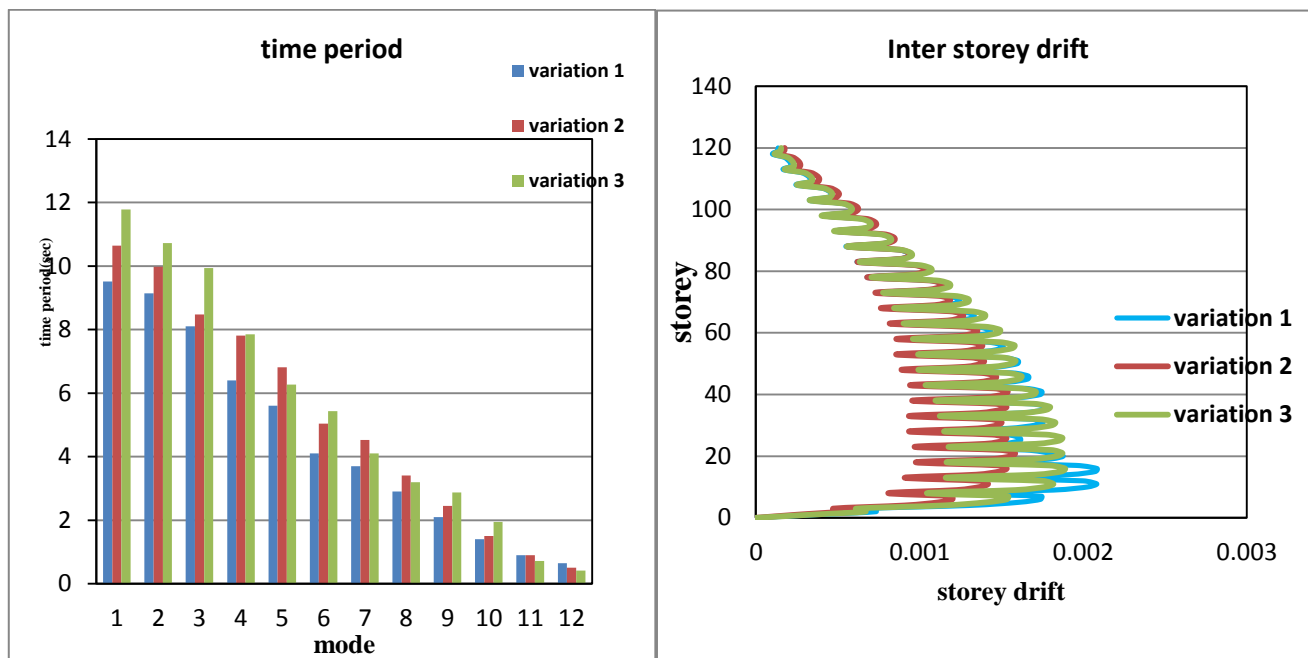 time period
variation 1
variation 2
variation 3
14
12
10
8
6
4
2
0
time period(sec)
1 2 3 4 5 6 7 8 9 10 11 12
mode
Inter storey drift
140
120
100
80
60
40
20
0
storey
variation 1
variation 2
variation 3
0 0.001 0.002 0.003
storey drift